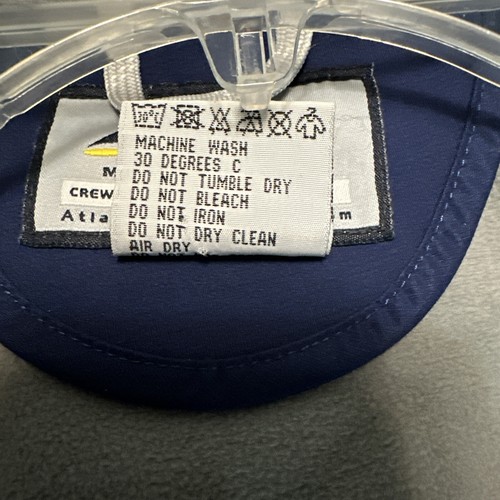 30°C
MACHINE WASH
30 DEGREES C
DO NOT TUMBLE DRY
DO NOT BLEACH
DO NOT IRON
DO NOT DRY CLEAN
AIR DRY
M
CREW
Atla m